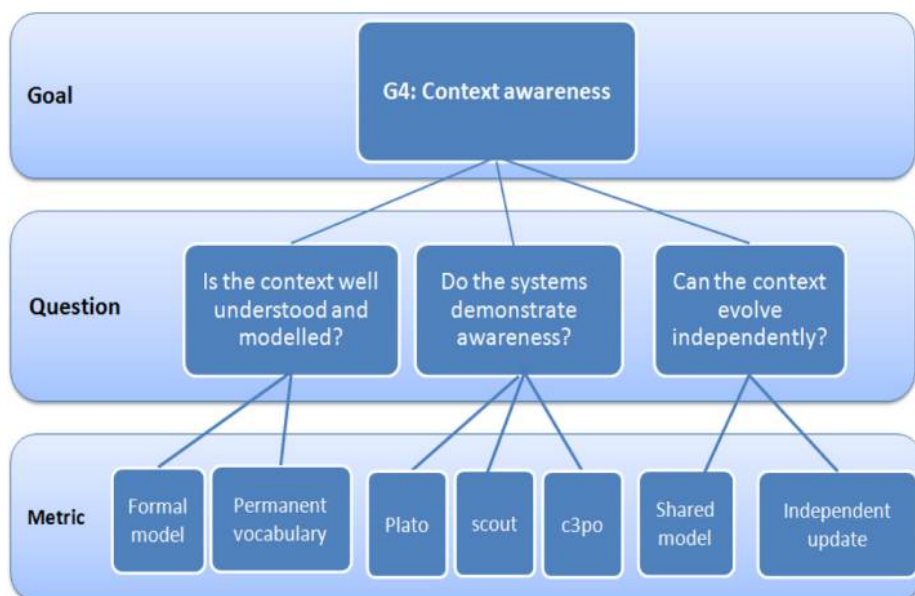 Goal
G4: Context awareness
Question
Is the context well
understood and
modelled?
Do the systems
demonstrate
awareness?
Can the context
evolve
independently?
Metric
Formal
model
Permanent
vocabulary
Plato
scout
c3po
Shared
model
Independent
update